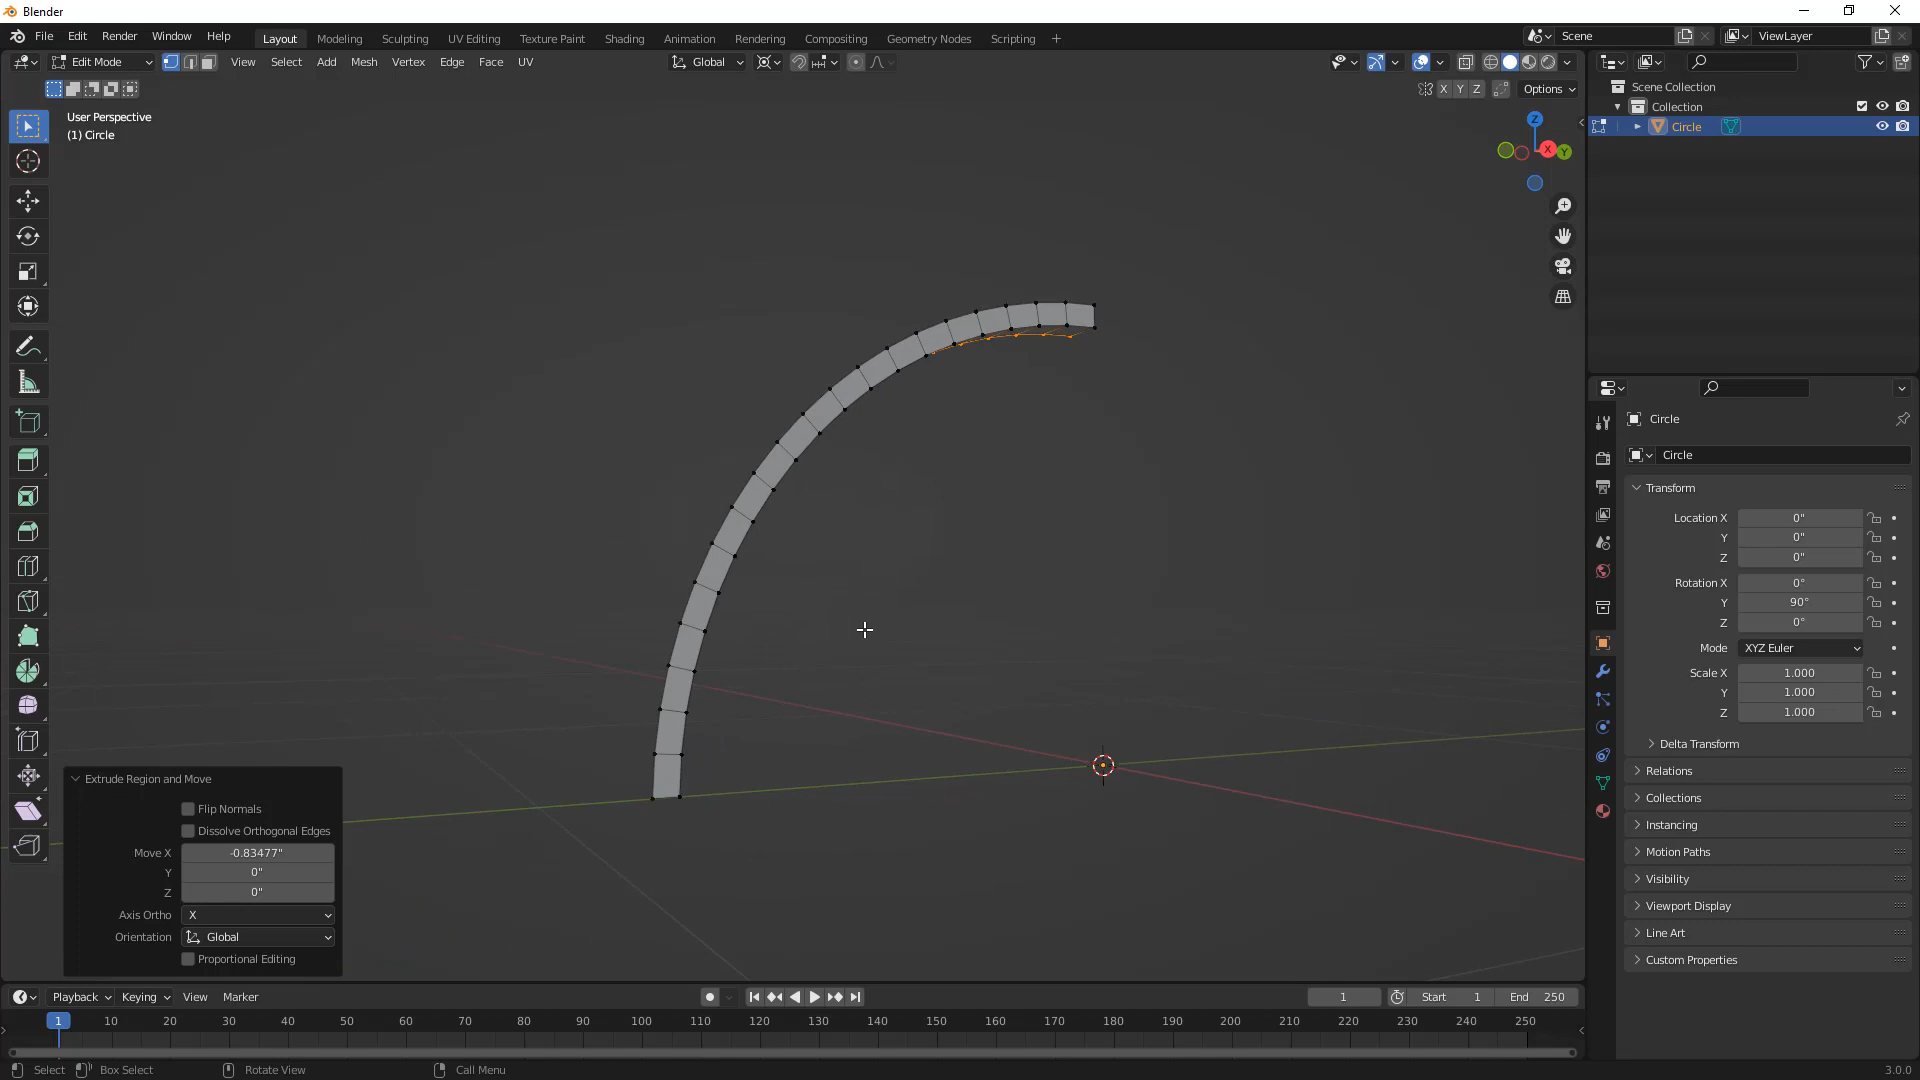 Blender
File Edit Render Window Help Layout Modeling Sculpting UV Editing Texture Paint Shading Animation Rendering Compositing Geometry Nodes Scripting + Scene ViewLayer
Edit Mode View Select Add Mesh Vertex Edge Face UV Global
X Y Z Options
User Perspective
(1) Circle
Z
X
Y
Scene Collection
Collection
Circle
Circle
Circle
Transform
Location X 0"
Y 0"
Z 0"
Rotation X 0°
Y 90°
Z 0°
Mode XYZ Euler
Scale X 1.000
Y 1.000
Z 1.000
Delta Transform
Relations
Collections
Instancing
Motion Paths
Visibility
Viewport Display
Line Art
Custom Properties
Extrude Region and Move
Flip Normals
Dissolve Orthogonal Edges
Move X -0.83477"
Y 0"
Z 0"
Axis Ortho X
Orientation Global
Proportional Editing
Playback Keying View Marker 1 Start 1 End 250
1 10 20 30 40 50 60 70 80 90 100 110 120 130 140 150 160 170 180 190 200 210 220 230 240 250
Select Box Select Rotate View Call Menu 3.0.0